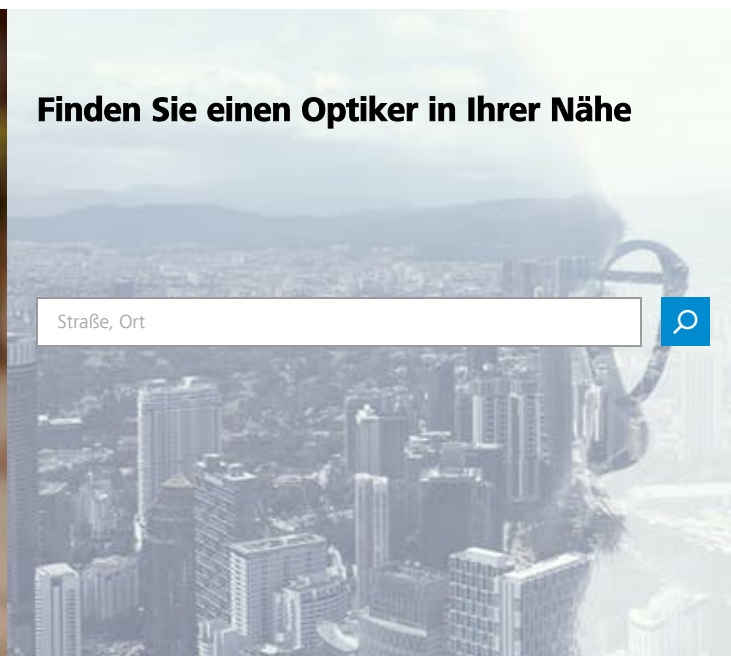 Finden Sie einen Optiker in Ihrer Nähe
Straße, Ort